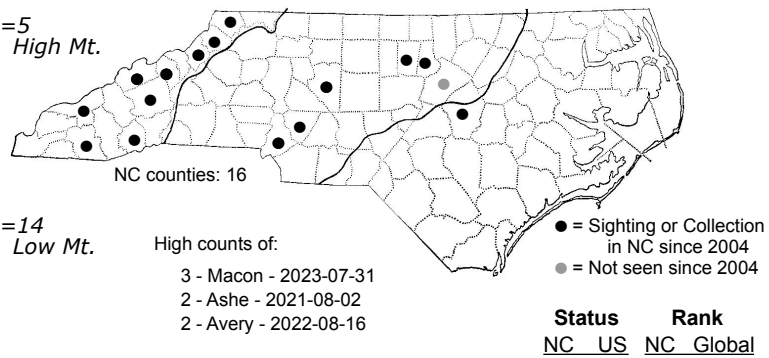 =5
High Mt.
NC counties: 16
=14
Low Mt.
High counts of:
3 - Macon - 2023-07-31
2 - Ashe - 2021-08-02
2 - Avery - 2022-08-16
= Sighting or Collection
in NC since 2004
= Not seen since 2004
Status Rank
NC US NC Global